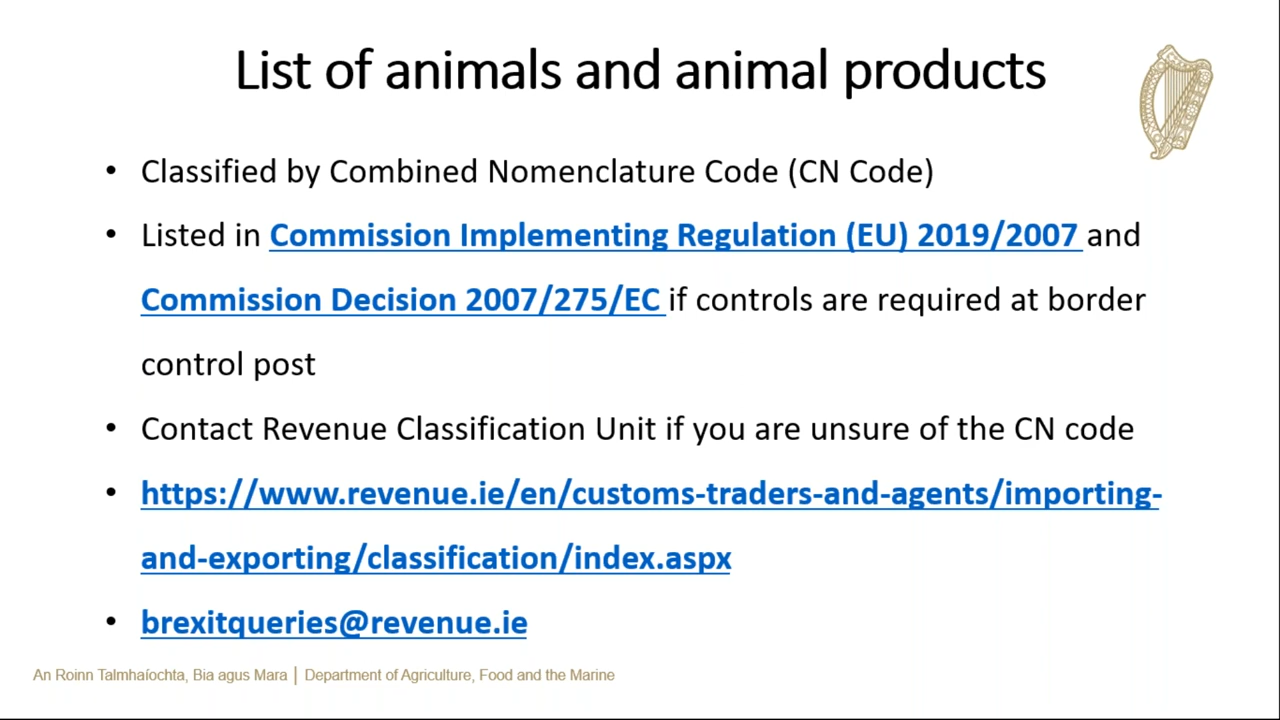 List of animals and animal products
• Classified by Combined Nomenclature Code (CN Code)
• Listed in Commission Implementing Regulation (EU) 2019/2007 and
Commission Decision 2007/275/EC if controls are required at border
control post
• Contact Revenue Classification Unit if you are unsure of the CN code
• https://www.revenue.ie/en/customs-traders-and-agents/importing-
and-exporting/classification/index.aspx
• brexitqueries@revenue.ie
An Roinn Talmhaíochta, Bia agus Mara | Department of Agriculture, Food and the Marine